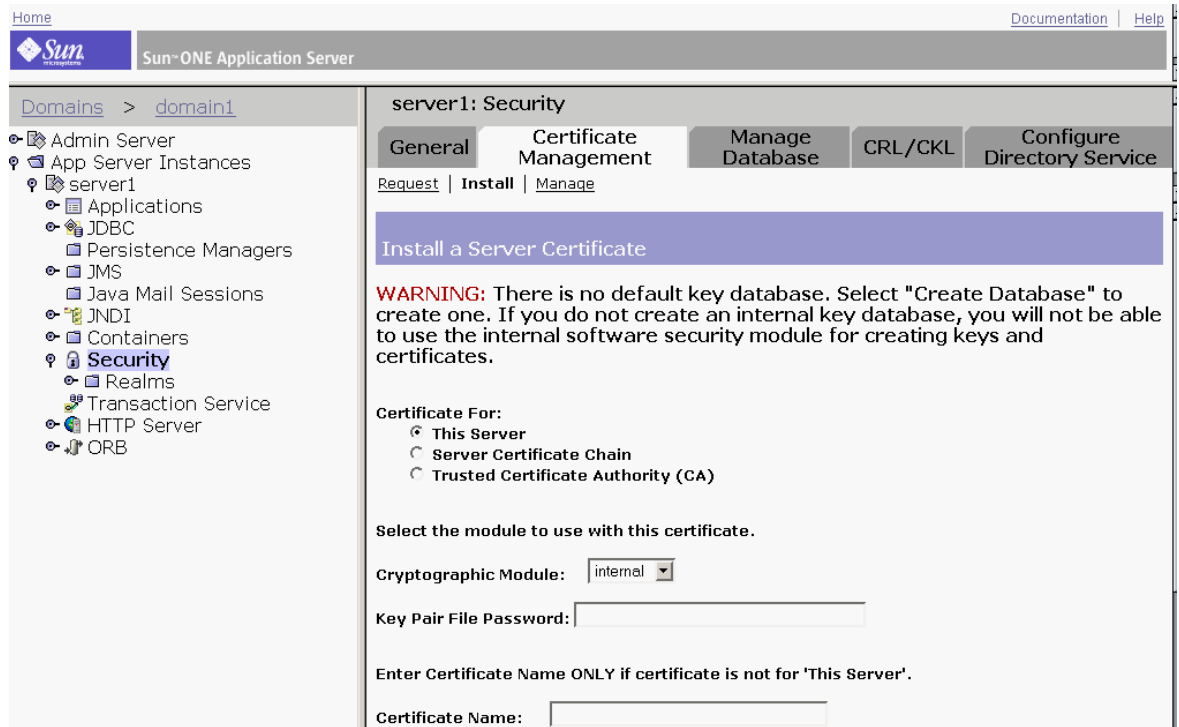 Home
Documentation | Help
Sun
microsystems
Sun™ ONE Application Server
Domains > domain1
Admin Server
App Server Instances
server1
Applications
JDBC
Persistence Managers
JMS
Java Mail Sessions
JNDI
Containers
Security
Realms
Transaction Service
HTTP Server
ORB
server1: Security
General
Certificate Management
Manage Database
CRL/CKL
Configure Directory Service
Request | Install | Manage
Install a Server Certificate
WARNING: There is no default key database. Select "Create Database" to
create one. If you do not create an internal key database, you will not be able
to use the internal software security module for creating keys and
certificates.
Certificate For:
This Server
Server Certificate Chain
Trusted Certificate Authority (CA)
Select the module to use with this certificate.
Cryptographic Module: internal
Key Pair File Password:
Enter Certificate Name ONLY if certificate is not for 'This Server'.
Certificate Name: